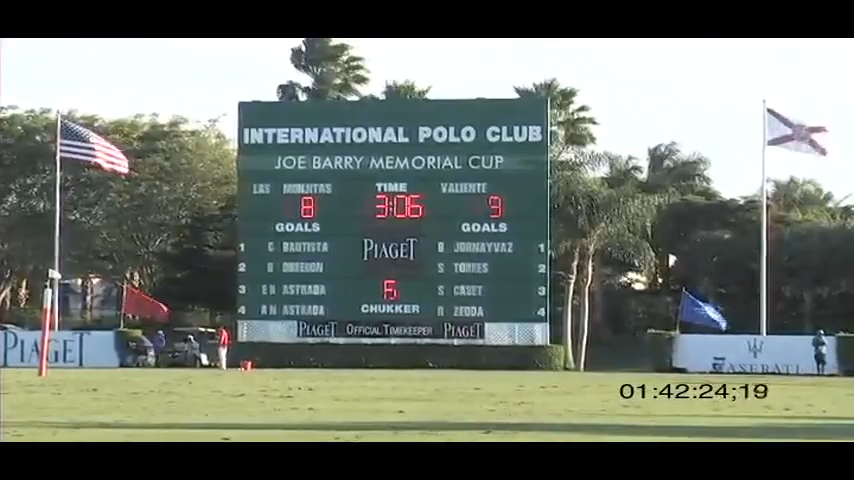 INTERNATIONAL POLO CLUB
JOE BARRY MEMORIAL CUP
LAS MONJITAS TIME VALIENTE
8 3:06 9
GOALS GOALS
1 C BAUTISTA PIAGET B JORNAYVAZ 1
2 OBREGON S TORRES 2
3 E N ASTRADA S CASET 3
4 A N ASTRADA CHUKKER R ZEDDA 4
PIAGET OFFICIAL TIMEKEEPER PIAGET
PIAGET
MASERATI
01:42:24;19